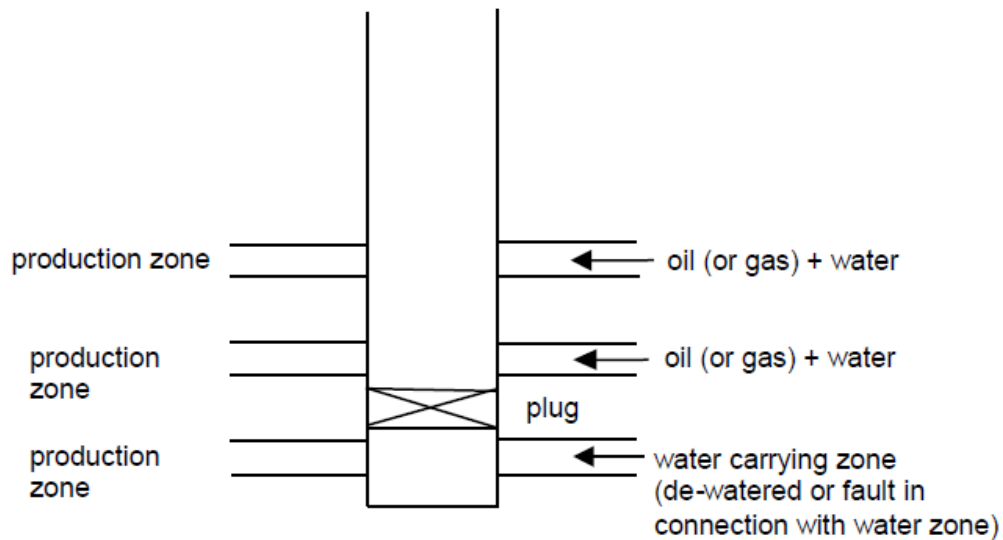 production zone
oil (or gas) + water
production
zone
oil (or gas) + water
plug
production
zone
water carrying zone
(de-watered or fault in
connection with water zone)